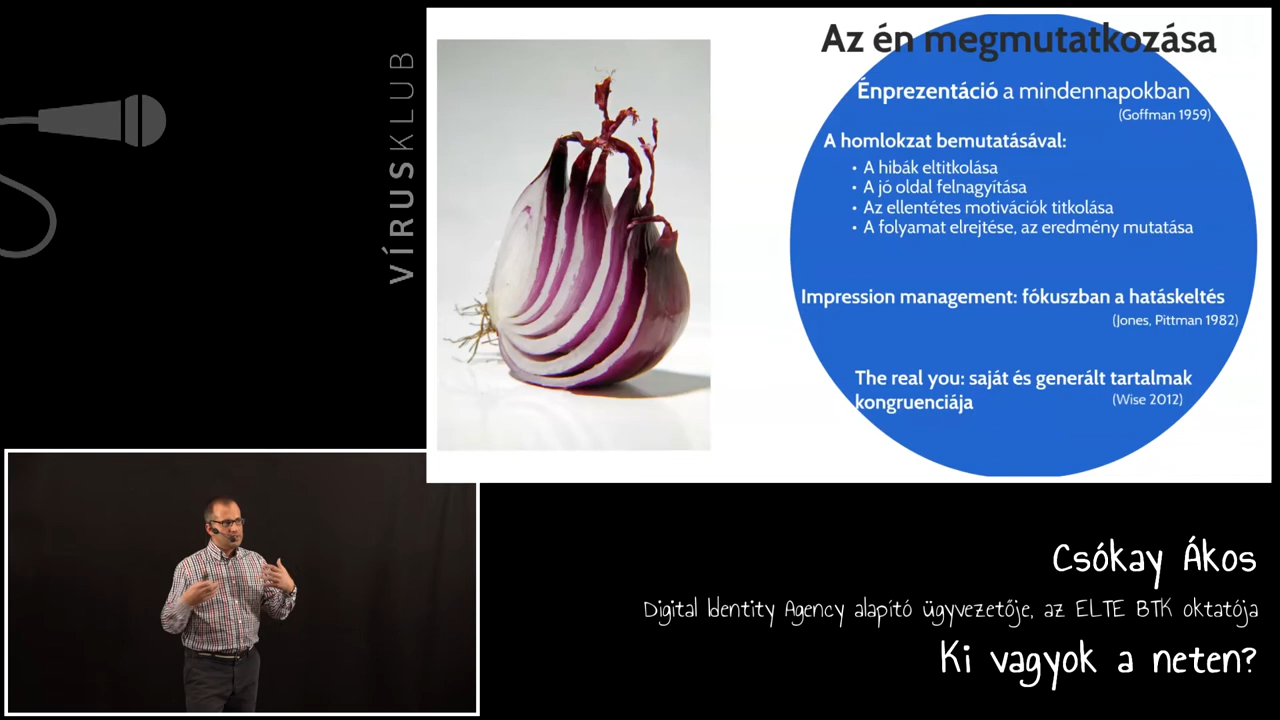 VÍRUSKLUB
Az én megmutatkozása
Énprezentáció a mindennapokban
(Goffman 1959)
A homlokzat bemutatásával:
• A hibák eltitkolása
• A jó oldal felnagyítása
• Az ellentétes motivációk titkolása
• A folyamat elrejtése, az eredmény mutatása
Impression management: fókuszban a hatáskeltés
(Jones, Pittman 1982)
The real you: saját és generált tartalmak
kongruenciája
(Wise 2012)
Csókay Ákos
Digital Identity Agency alapító ügyvezetője, az ELTE BTK oktatója
Ki vagyok a neten?